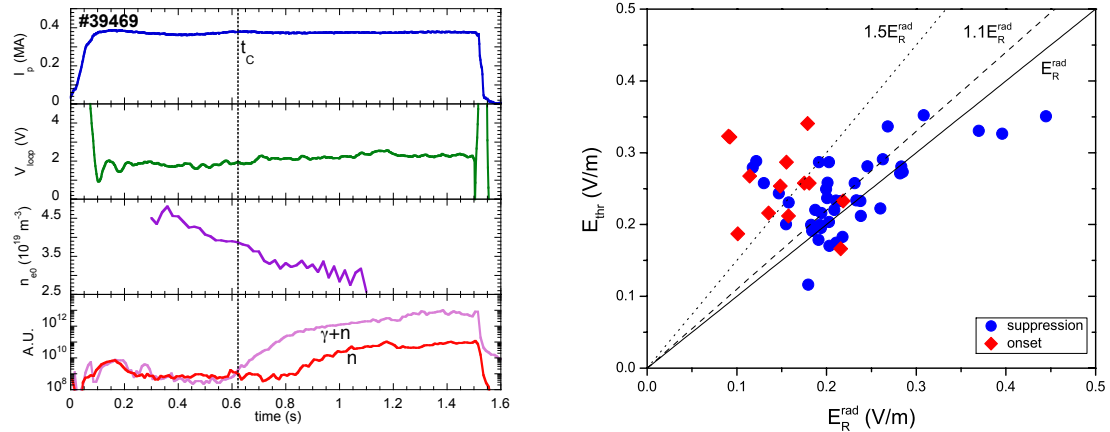 #39469
0.4
0.2
0
I_p (MA)
t_C
4
2
0
V_loop (V)
4.5
3.5
2.5
n_e0 (10^19 m^-3)
10^12
10^10
10^8
A.U.
γ+n
n
0 0.2 0.4 0.6 0.8 1 1.2 1.4 1.6
time (s)
0.5
0.4
0.3
0.2
0.1
0.0
E_thr (V/m)
1.5E_R^rad 1.1E_R^rad
E_R^rad
suppression
onset
0.0 0.1 0.2 0.3 0.4 0.5
E_R^rad (V/m)